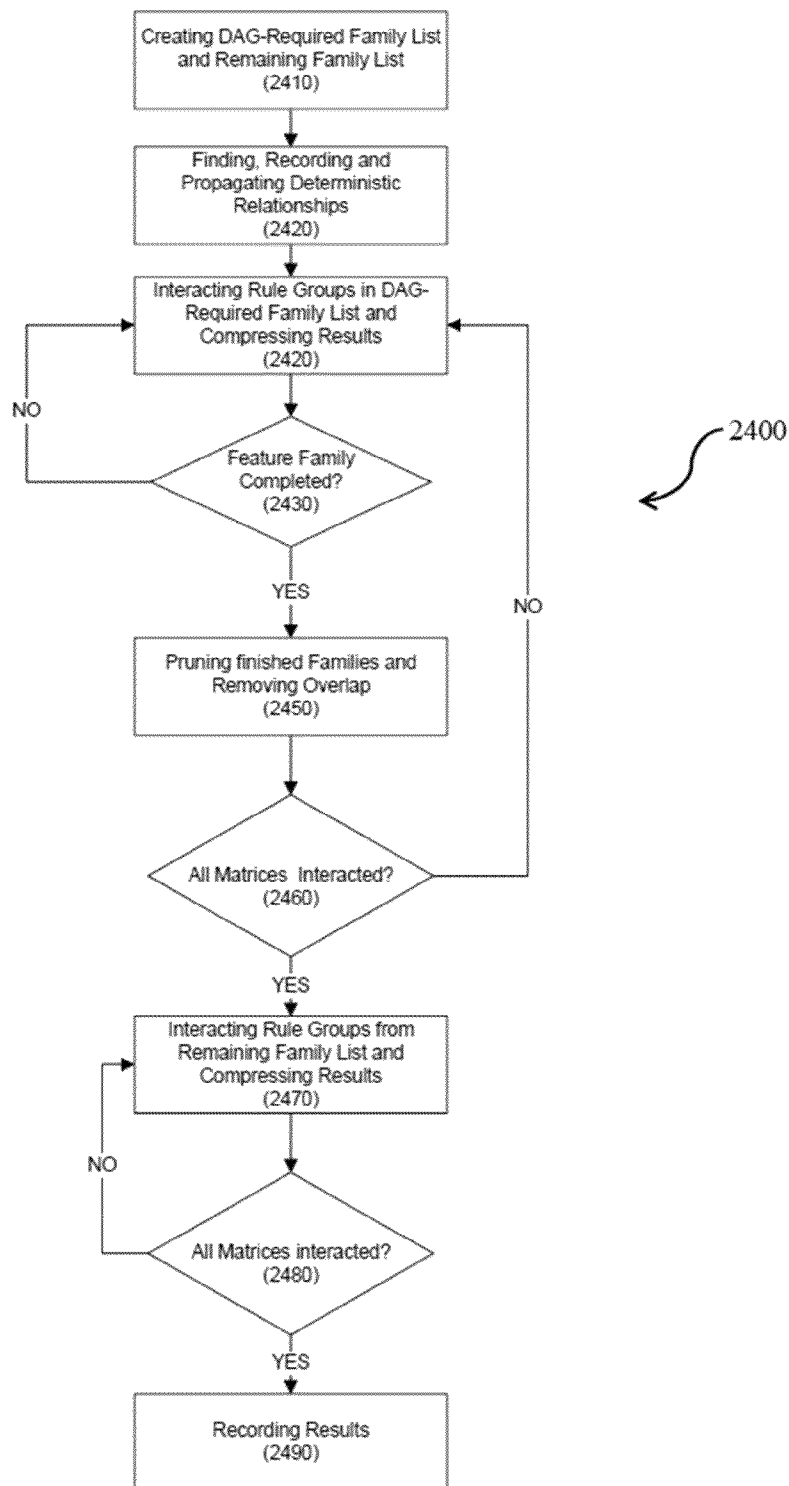 Creating DAG-Required Family List
and Remaining Family List
(2410)
Finding, Recording and
Propagating Deterministic
Relationships
(2420)
Interacting Rule Groups in DAG-
Required Family List and
Compressing Results
(2420)
NO
Feature Family
Completed?
(2430)
2400
YES
NO
Pruning finished Families and
Removing Overlap
(2450)
All Matrices Interacted?
(2460)
YES
Interacting Rule Groups from
Remaining Family List and
Compressing Results
(2470)
NO
All Matrices interacted?
(2480)
YES
Recording Results
(2490)